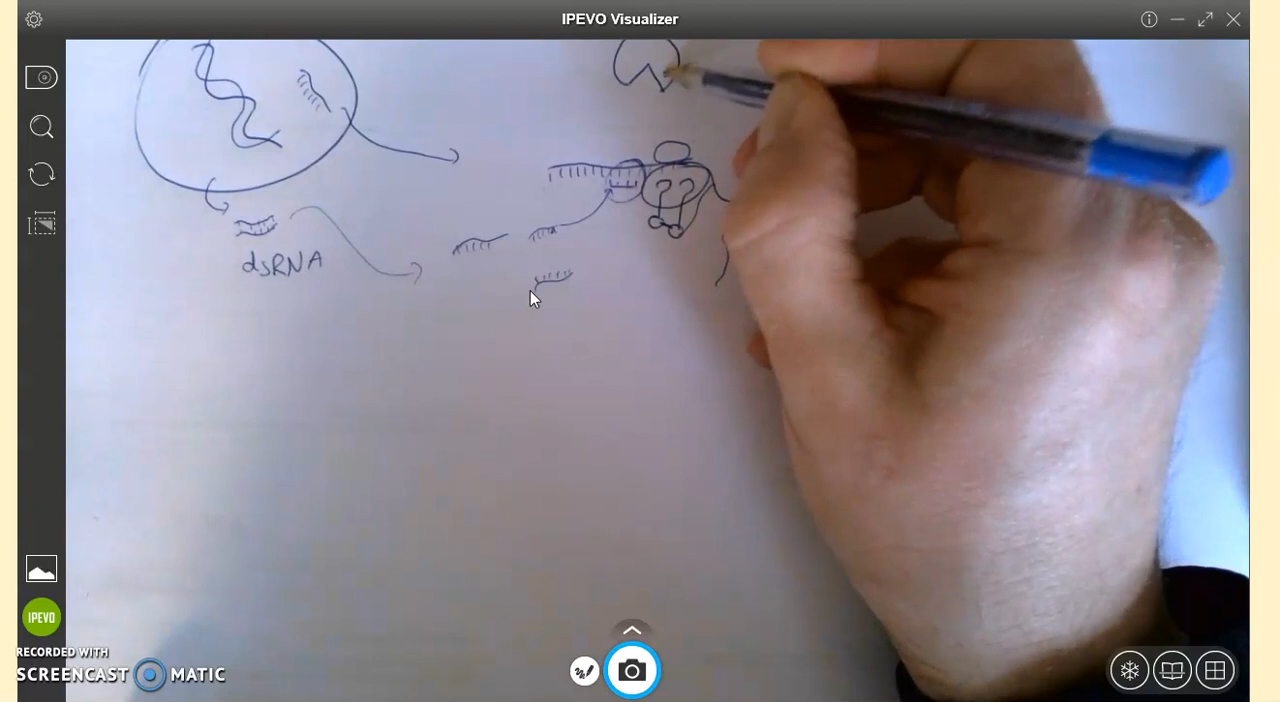 IPEVO Visualizer
??
dsRNA
IPEVO
RECORDED WITH
SCREENCAST MATIC